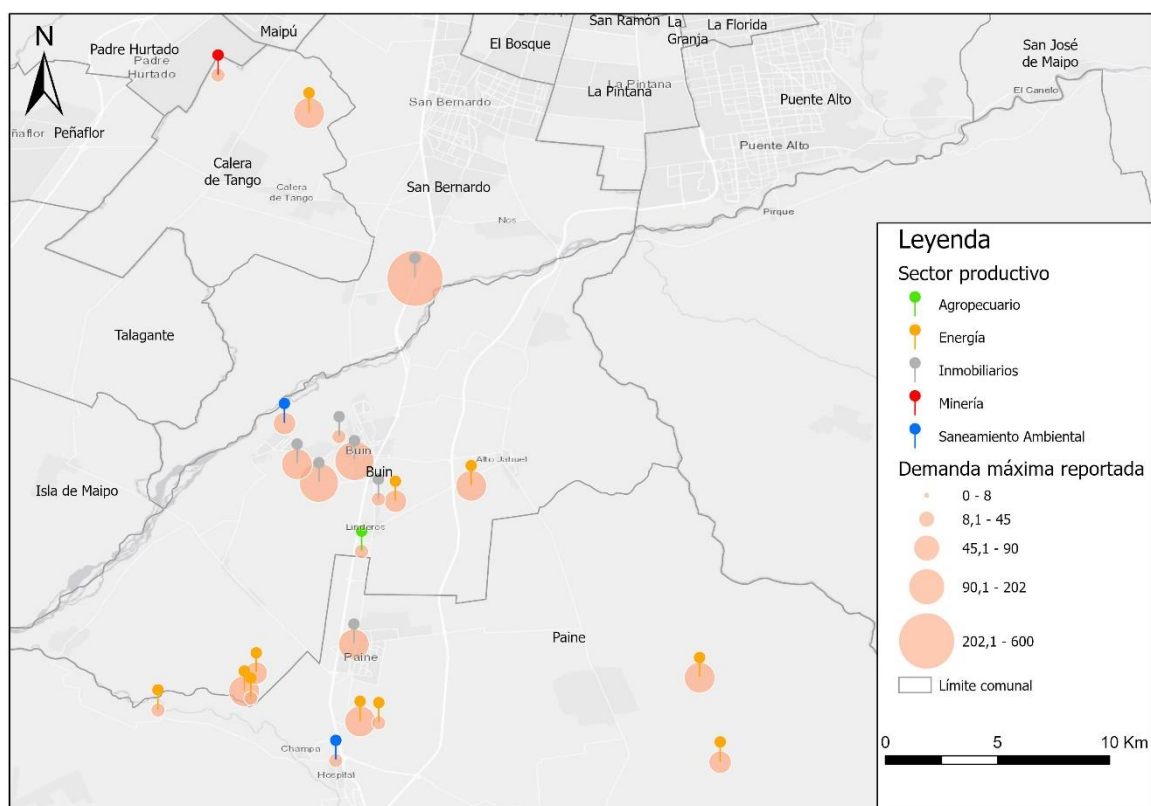 N
Padre Hurtado
Padre
Hurtado
Maipú
El Bosque
San Ramón
La
Granja
La Florida
San José
de Maipo
El Canelo
Peñaflor
La Pintana
La Pintana
Puente Alto
Puente Alto
San Bernardo
San Bernardo
Calera
de Tango
Calera
de Tango
Nos
Pirque
Talagante
Isla de Maipo
Buin
Buin
Alto Jahuel
Linderos
Paine
Paine
Champa
Hospital
Leyenda
Sector productivo
Agropecuario
Energía
Inmobiliarios
Minería
Saneamiento Ambiental
Demanda máxima reportada
0 - 8
8,1 - 45
45,1 - 90
90,1 - 202
202,1 - 600
Límite comunal
0 5 10 Km